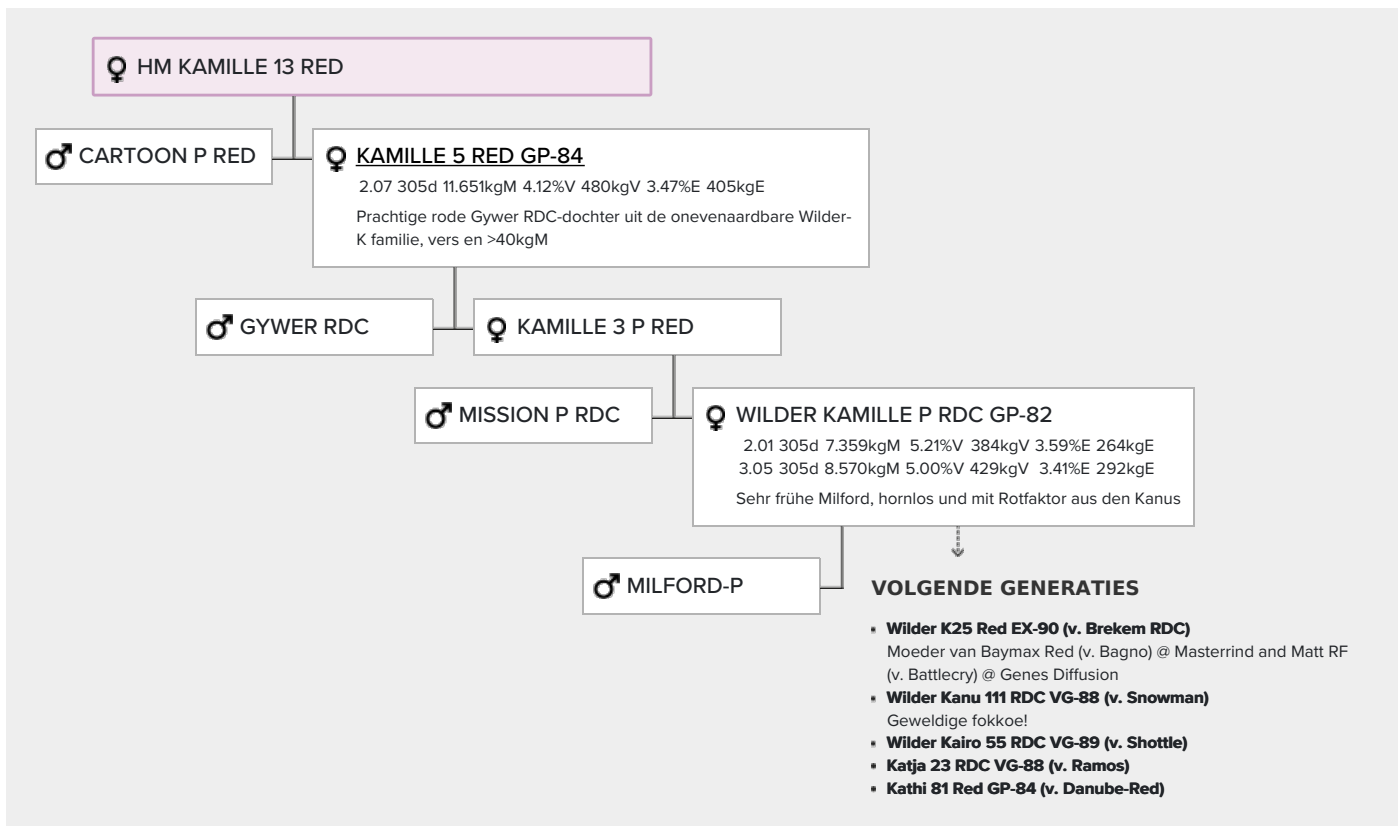 HM KAMILLE 13 RED
CARTOON P RED
KAMILLE 5 RED GP-84
2.07 305d 11.651kgM 4.12%V 480kgV 3.47%E 405kgE
Prachtige rode Gywer RDC-dochter uit de onevenaardbare Wilder-
K familie, vers en >40kgM
GYWER RDC
KAMILLE 3 P RED
MISSION P RDC
WILDER KAMILLE P RDC GP-82
2.01 305d 7.359kgM 5.21%V 384kgV 3.59%E 264kgE
3.05 305d 8.570kgM 5.00%V 429kgV 3.41%E 292kgE
Sehr frühe Milford, hornlos und mit Rotfaktor aus den Kanus
MILFORD-P
VOLGENDE GENERATIES
Wilder K25 Red EX-90 (v. Brekem RDC)
Moeder van Baymax Red (v. Bagno) @ Masterrind and Matt RF
(v. Battlecry) @ Genes Diffusion
Wilder Kanu 111 RDC VG-88 (v. Snowman)
Geweldige fokkoe!
Wilder Kairo 55 RDC VG-89 (v. Shottle)
Katja 23 RDC VG-88 (v. Ramos)
Kathi 81 Red GP-84 (v. Danube-Red)